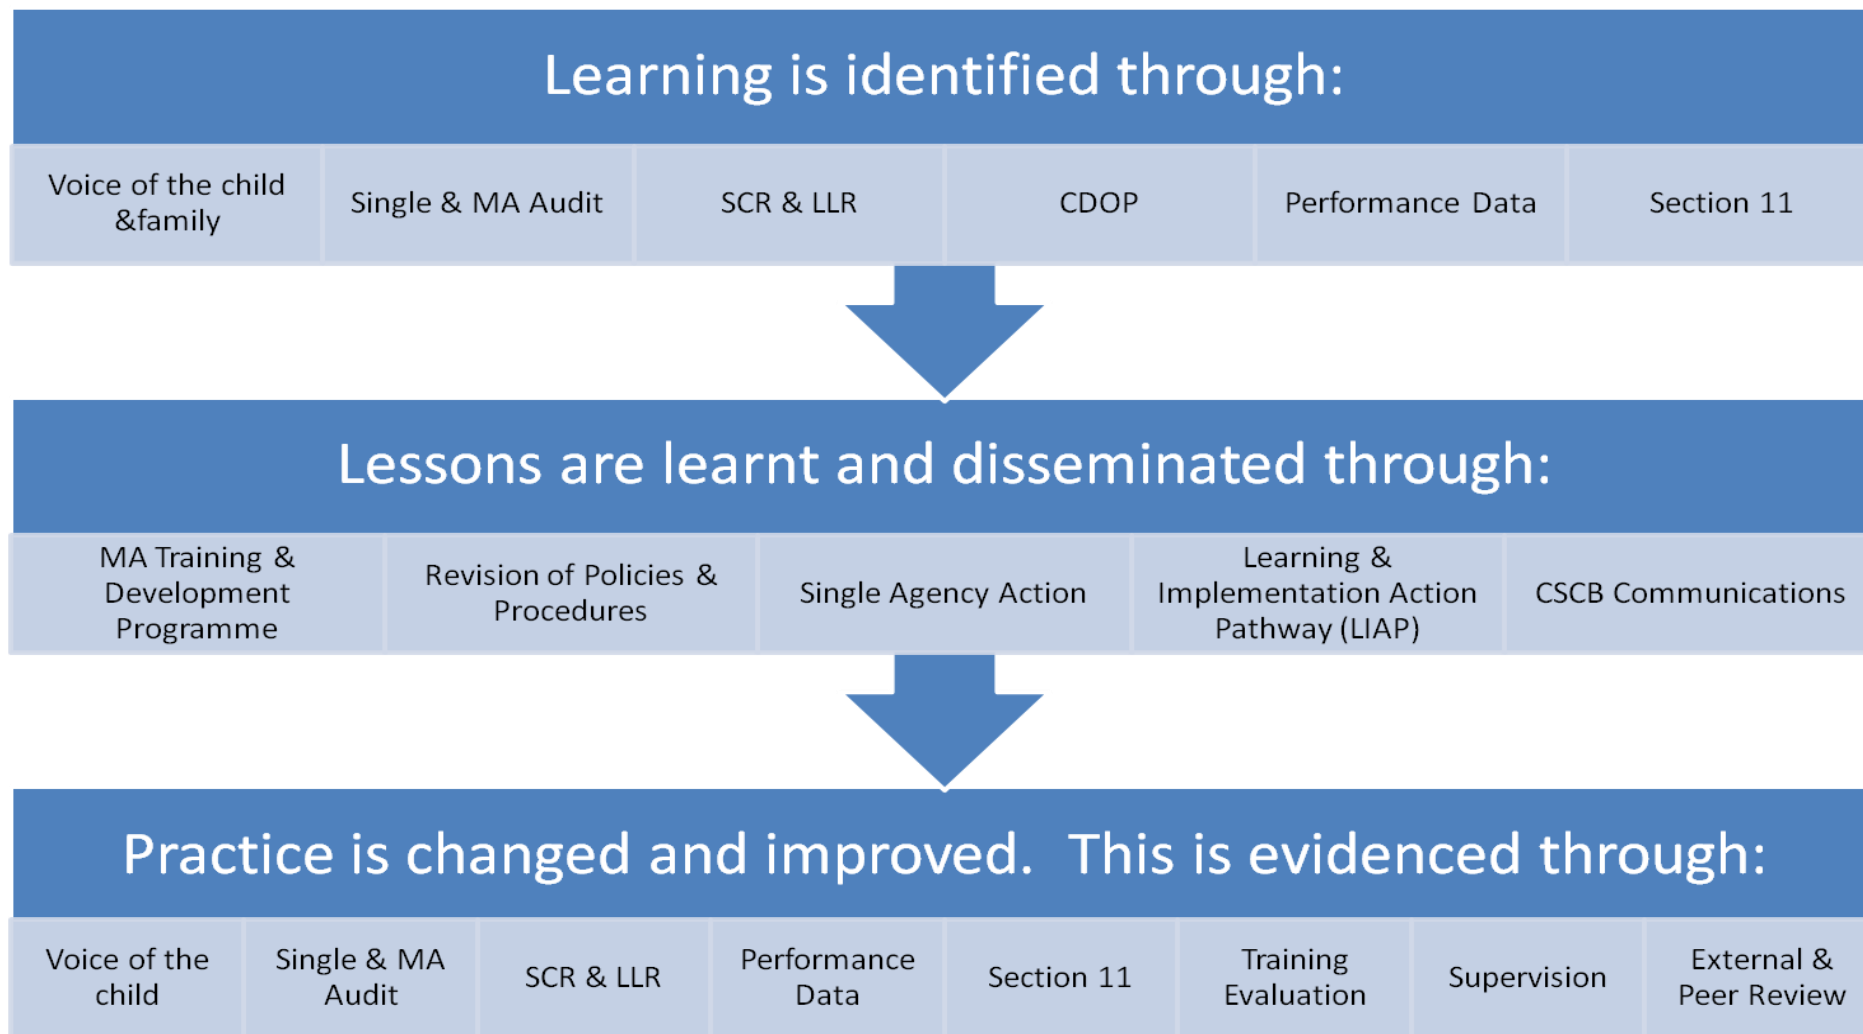 Learning is identified through:
Voice of the child
&family
Single & MA Audit
SCR & LLR
CDOP
Performance Data
Section 11
Lessons are learnt and disseminated through:
MA Training &
Development
Programme
Revision of Policies &
Procedures
Single Agency Action
Learning &
Implementation Action
Pathway (LIAP)
CSCB Communications
Practice is changed and improved.  This is evidenced through:
Voice of the
child
Single & MA
Audit
SCR & LLR
Performance
Data
Section 11
Training
Evaluation
Supervision
External &
Peer Review